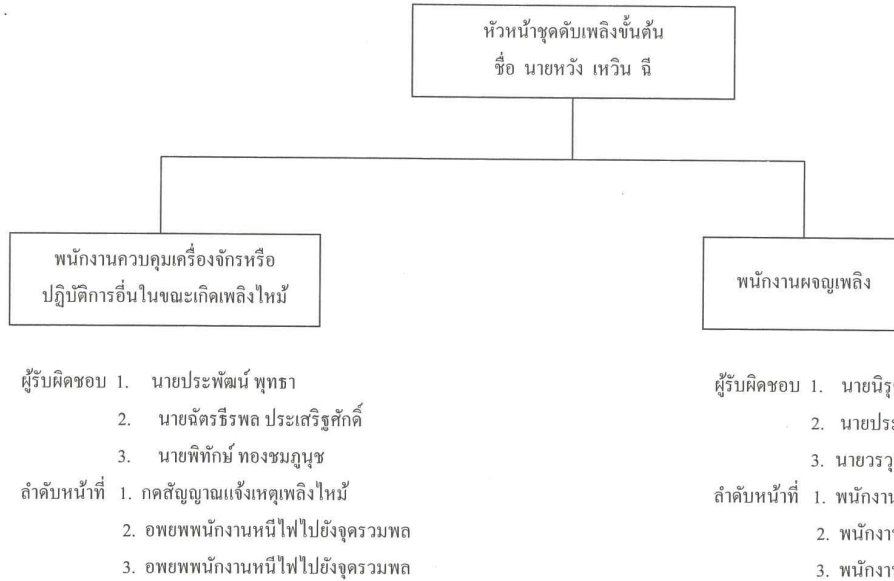 หัวหน้าชุดดับเพลิงขั้นต้น
ชื่อ นายหวัง เหวิน ฉี
พนักงานควบคุมเครื่องจักรหรือ
ปฏิบัติการอื่นในขณะเกิดเพลิงไหม้
ผู้รับผิดชอบ 1. นายประพัฒน์ พุทธา
2. นายฉัตรธีรพล ประเสริฐศักดิ์
3. นายพิทักษ์ ทองชมภูนุช
ลำดับหน้าที่ 1. กดสัญญาณแจ้งเหตุเพลิงไหม้
2. อพยพพนักงานหนีไฟไปยังจุดรวมพล
3. อพยพพนักงานหนีไฟไปยังจุดรวมพล
พนักงานผจญเพลิง
ผู้รับผิดชอบ 1.
2.
3.
ลำดับหน้าที่ 1.
2.
3.